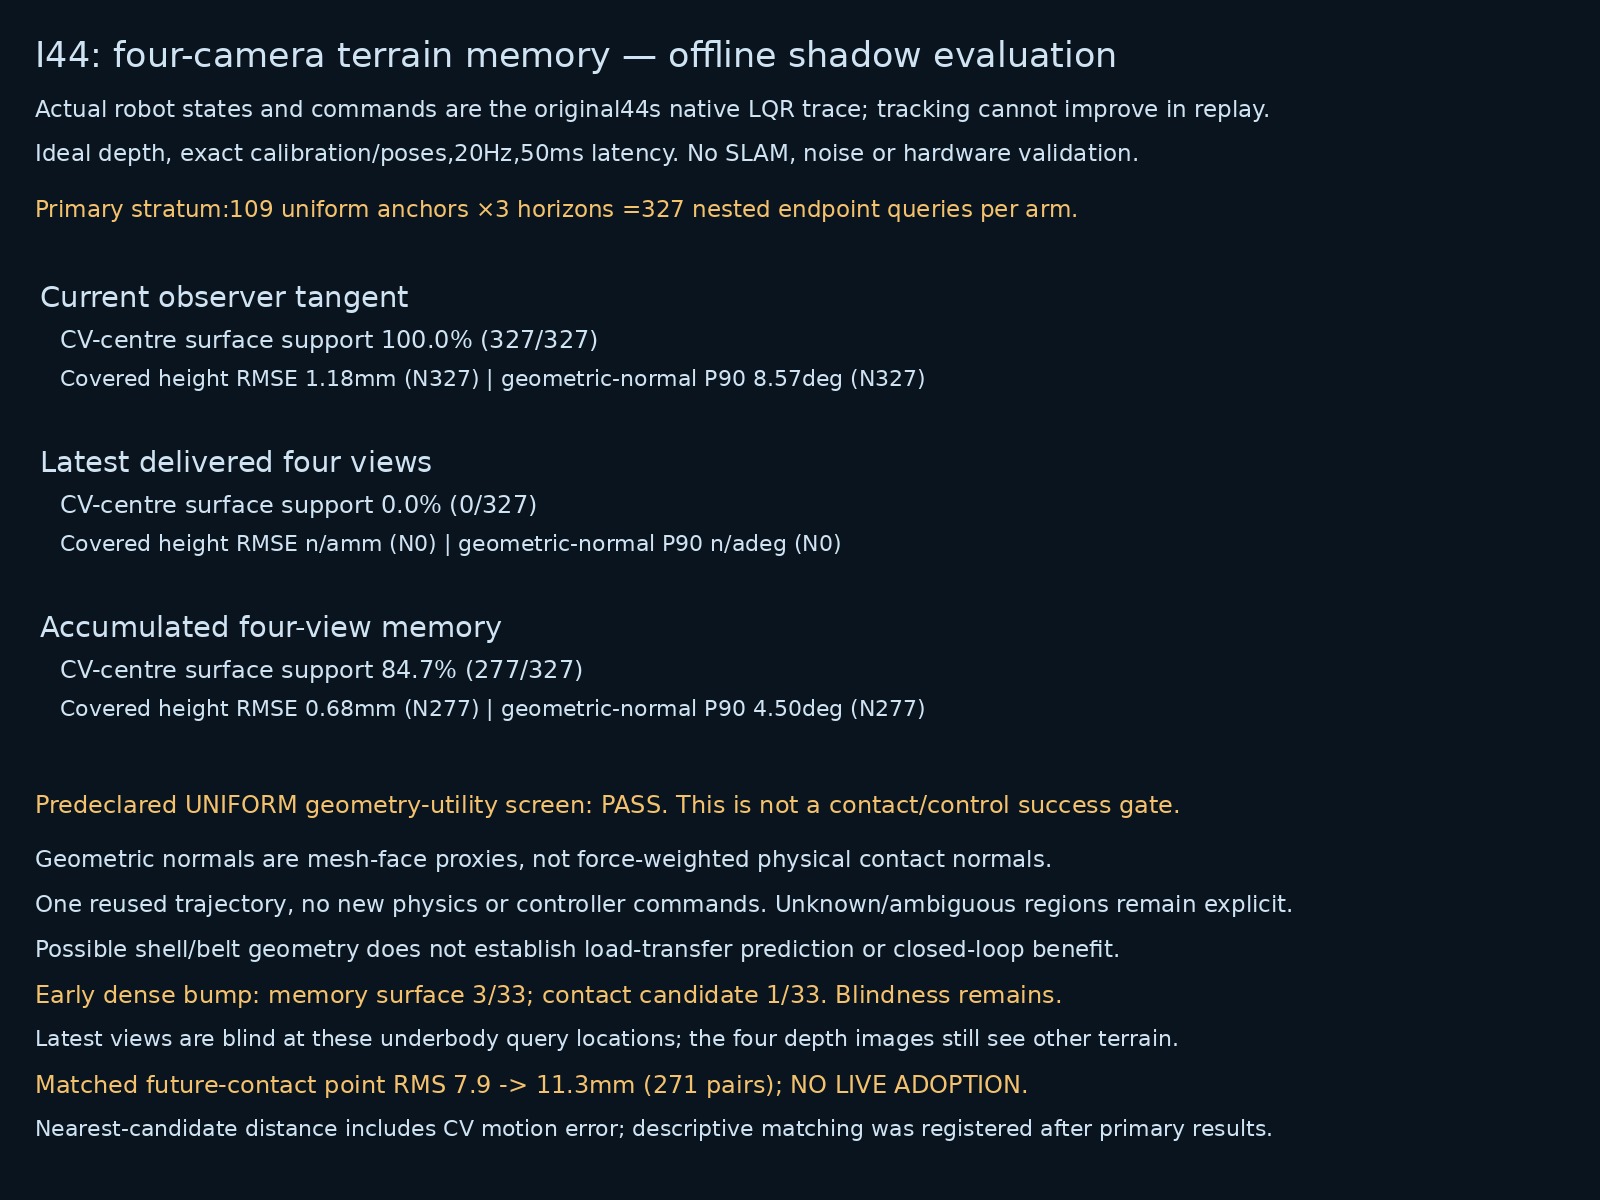 I44: four-camera terrain memory — offline shadow evaluation
Actual robot states and commands are the original44s native LQR trace; tracking cannot improve in replay.
Ideal depth, exact calibration/poses,20Hz,50ms latency. No SLAM, noise or hardware validation.
Primary stratum:109 uniform anchors ×3 horizons =327 nested endpoint queries per arm.
Current observer tangent
CV-centre surface support 100.0% (327/327)
Covered height RMSE 1.18mm (N327) | geometric-normal P90 8.57deg (N327)
Latest delivered four views
CV-centre surface support 0.0% (0/327)
Covered height RMSE n/amm (N0) | geometric-normal P90 n/adeg (N0)
Accumulated four-view memory
CV-centre surface support 84.7% (277/327)
Covered height RMSE 0.68mm (N277) | geometric-normal P90 4.50deg (N277)
Predeclared UNIFORM geometry-utility screen: PASS. This is not a contact/control success gate.
Geometric normals are mesh-face proxies, not force-weighted physical contact normals.
One reused trajectory, no new physics or controller commands. Unknown/ambiguous regions remain explicit.
Possible shell/belt geometry does not establish load-transfer prediction or closed-loop benefit.
Early dense bump: memory surface 3/33; contact candidate 1/33. Blindness remains.
Latest views are blind at these underbody query locations; the four depth images still see other terrain.
Matched future-contact point RMS 7.9 -> 11.3mm (271 pairs); NO LIVE ADOPTION.
Nearest-candidate distance includes CV motion error; descriptive matching was registered after primary results.